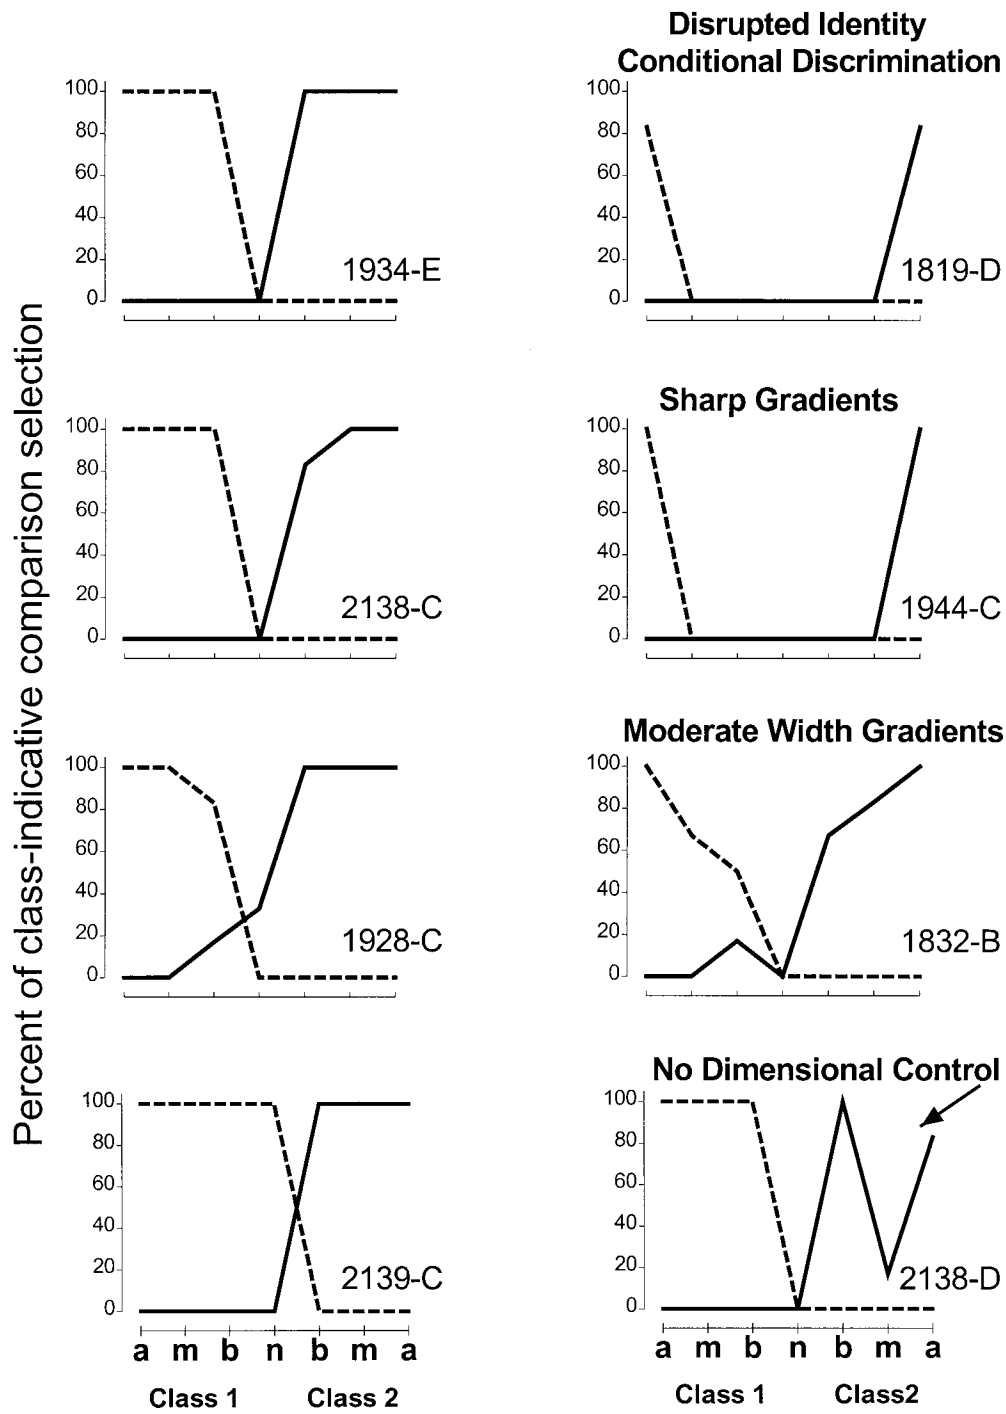 Percent of class-indicative comparison selection
100
80
60
40
20
0
1934-E
Disrupted Identity
Conditional Discrimination
100
80
60
40
20
0
1819-D
100
80
60
40
20
0
2138-C
Sharp Gradients
100
80
60
40
20
0
1944-C
100
80
60
40
20
0
1928-C
Moderate Width Gradients
100
80
60
40
20
0
1832-B
100
80
60
40
20
0
2139-C
a m b n b m a
Class 1 Class 2
No Dimensional Control
100
80
60
40
20
0
2138-D
a m b n b m a
Class 1 Class2